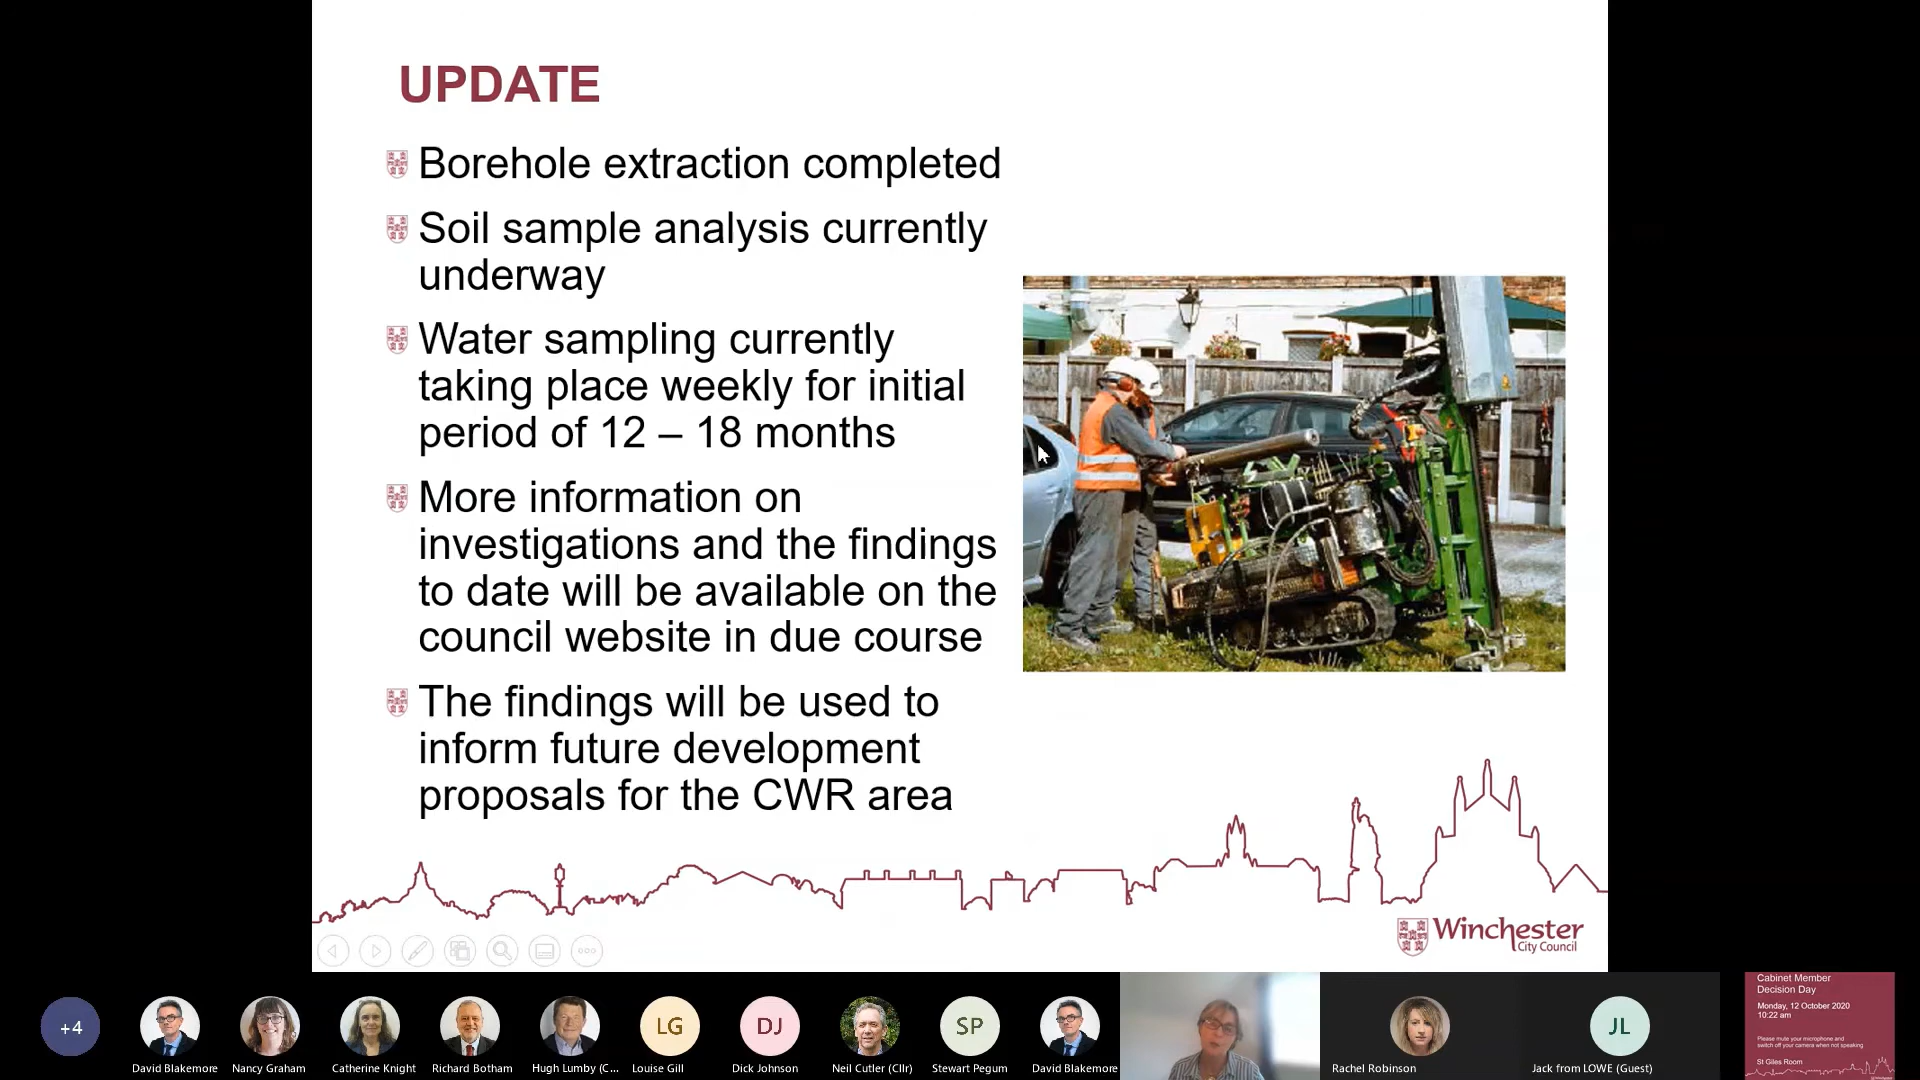 UPDATE
Borehole extraction completed
Soil sample analysis currently
underway
Water sampling currently
taking place weekly for initial
period of 12 – 18 months
More information on
investigations and the findings
to date will be available on the
council website in due course
The findings will be used to
inform future development
proposals for the CWR area
Winchester
City Council
+4
David Blakemore
Nancy Graham
Catherine Knight
Richard Botham
Hugh Lumby (C...
LG
Louise Gill
DJ
Dick Johnson
Neil Cutler (Cllr)
SP
Stewart Pegum
David Blakemore
Rachel Robinson
JL
Jack from LOWE (Guest)
Cabinet Member
Decision Day
Monday, 12 October 2020
10:22 am
Please mute your microphone and
switch off your camera when not speaking
St Giles Room